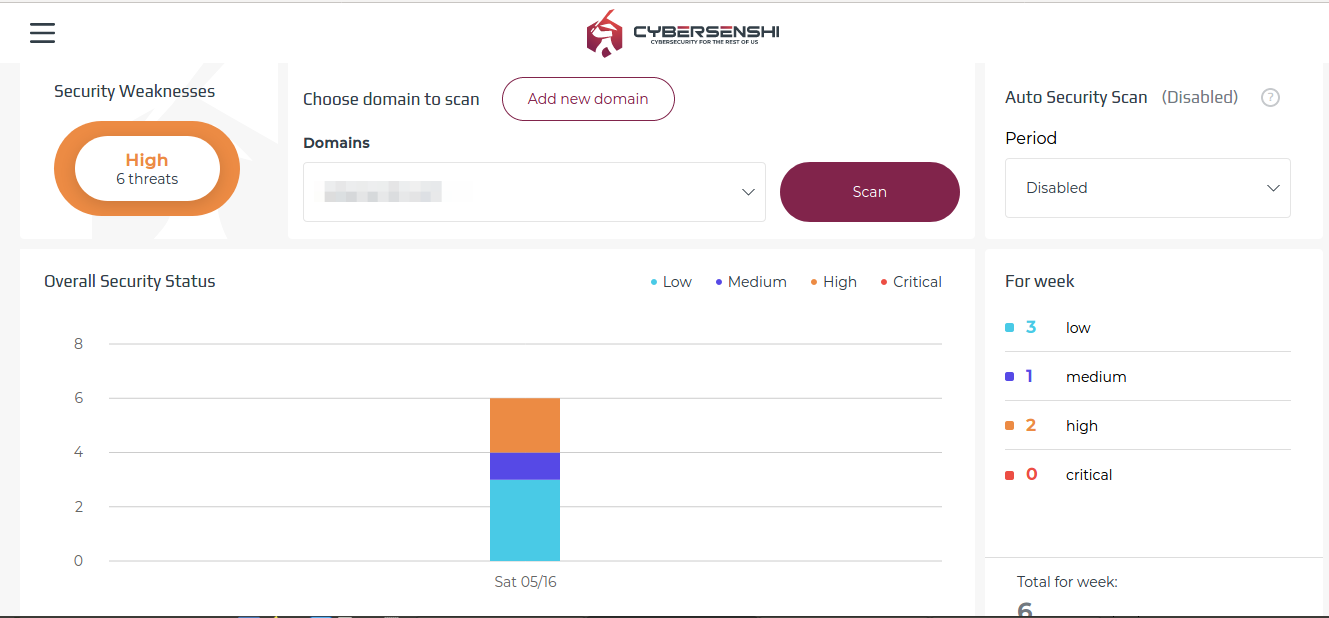 CYBERSENSHI
CYBERSECURITY FOR THE REST OF US
Security Weaknesses
High
6 threats
Choose domain to scan
Add new domain
Domains
Scan
Auto Security Scan (Disabled) ?
Period
Disabled
Overall Security Status
Low Medium High Critical
8
6
4
2
0
Sat 05/16
For week
3 low
1 medium
2 high
0 critical
Total for week:
6